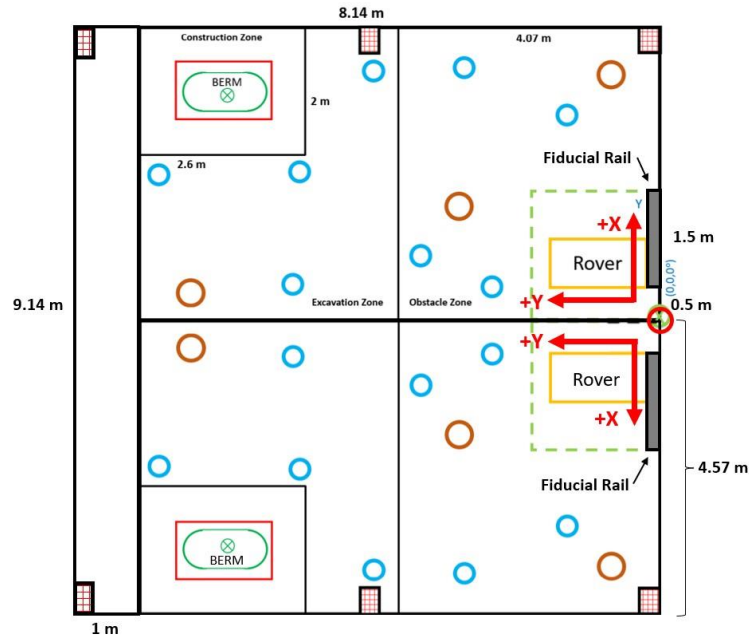 8.14 m
Construction Zone
4.07 m
BERM
2 m
2.6 m
Fiducial Rail
Y
+X
1.5 m
Rover
(0,0,0°)
9.14 m
+Y
0.5 m
Excavation Zone
Obstacle Zone
+Y
Rover
+X
4.57 m
Fiducial Rail
BERM
1 m